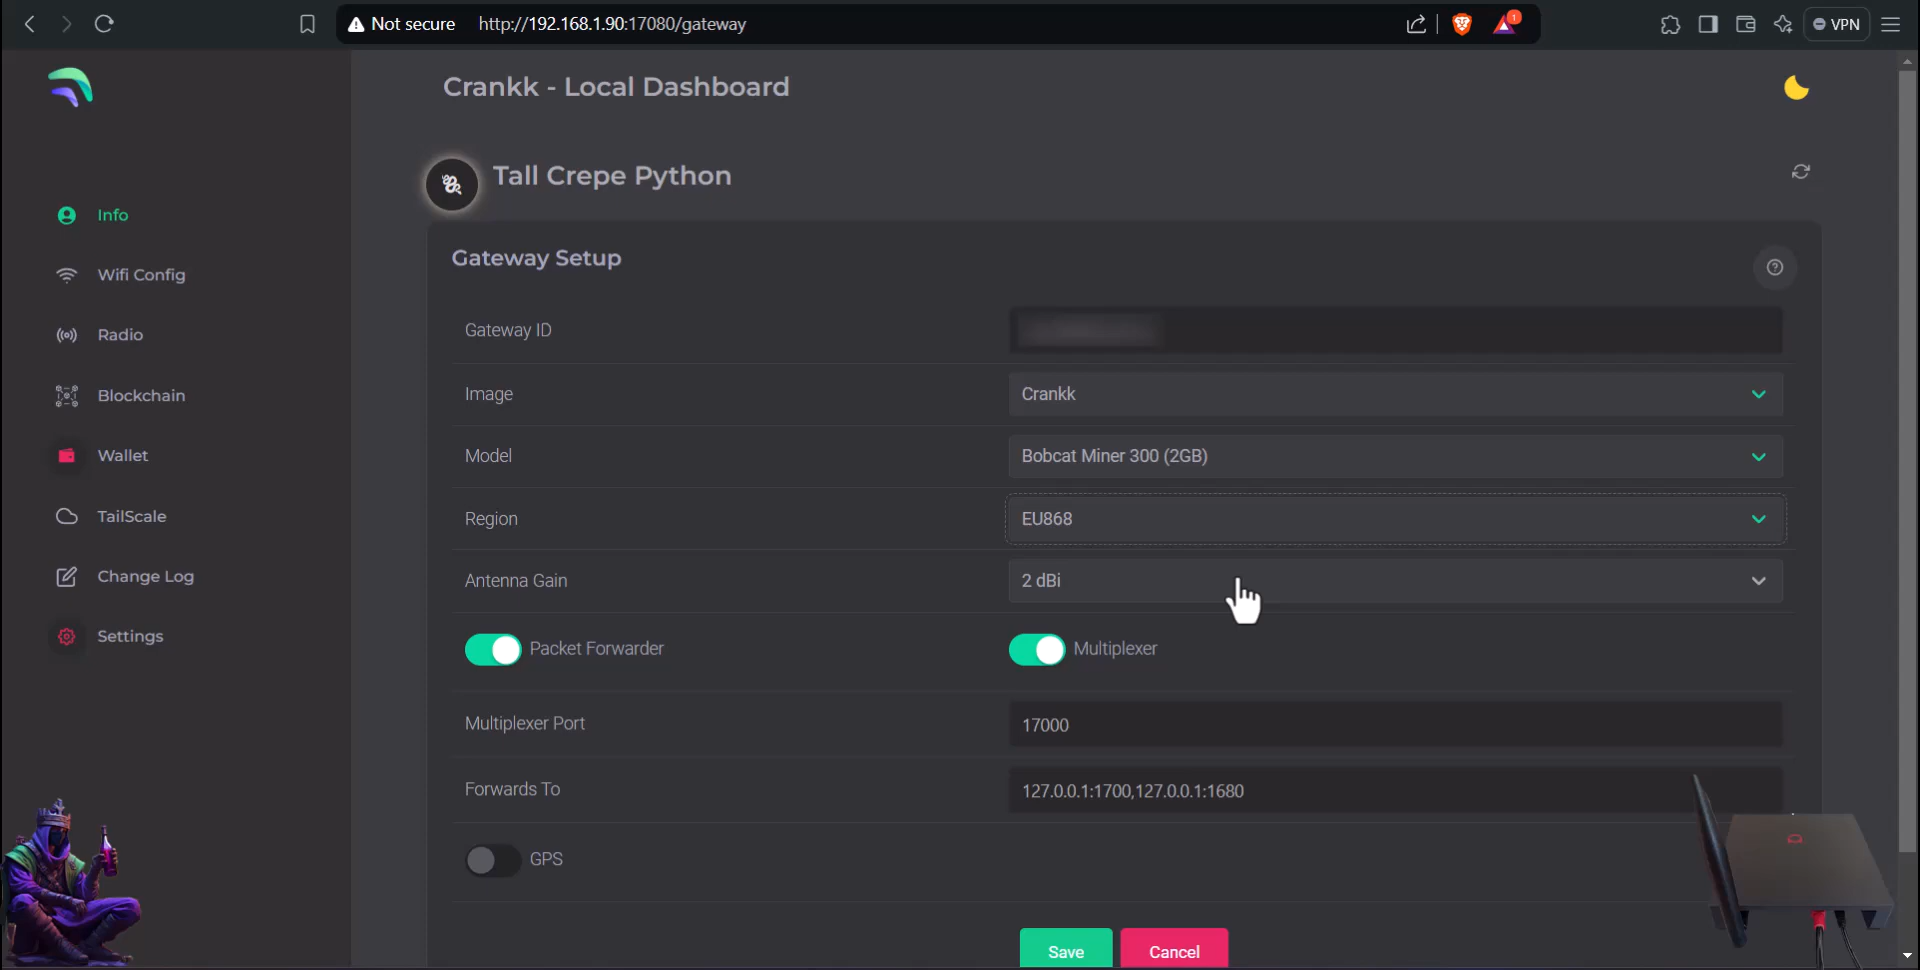 Not secure
http://192.168.1.90:17080/gateway
1
VPN
Crankk - Local Dashboard
Tall Crepe Python
Info
Wifi Config
Radio
Blockchain
Wallet
TailScale
Change Log
Settings
Gateway Setup
Gateway ID
Image
Crankk
Model
Bobcat Miner 300 (2GB)
Region
EU868
Antenna Gain
2 dBi
Packet Forwarder
Multiplexer
Multiplexer Port
17000
Forwards To
127.0.0.1:1700,127.0.0.1:1680
GPS
Save
Cancel